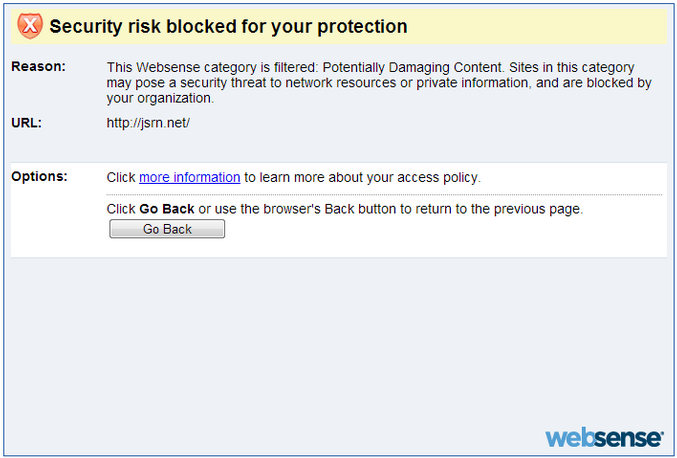 Security risk blocked for your protection
Reason: This Websense category is filtered: Potentially Damaging Content. Sites in this category
may pose a security threat to network resources or private information, and are blocked by
your organization.
URL: http://jsrn.net/
Options: Click more information to learn more about your access policy.
Click Go Back or use the browser's Back button to return to the previous page.
Go Back
websense